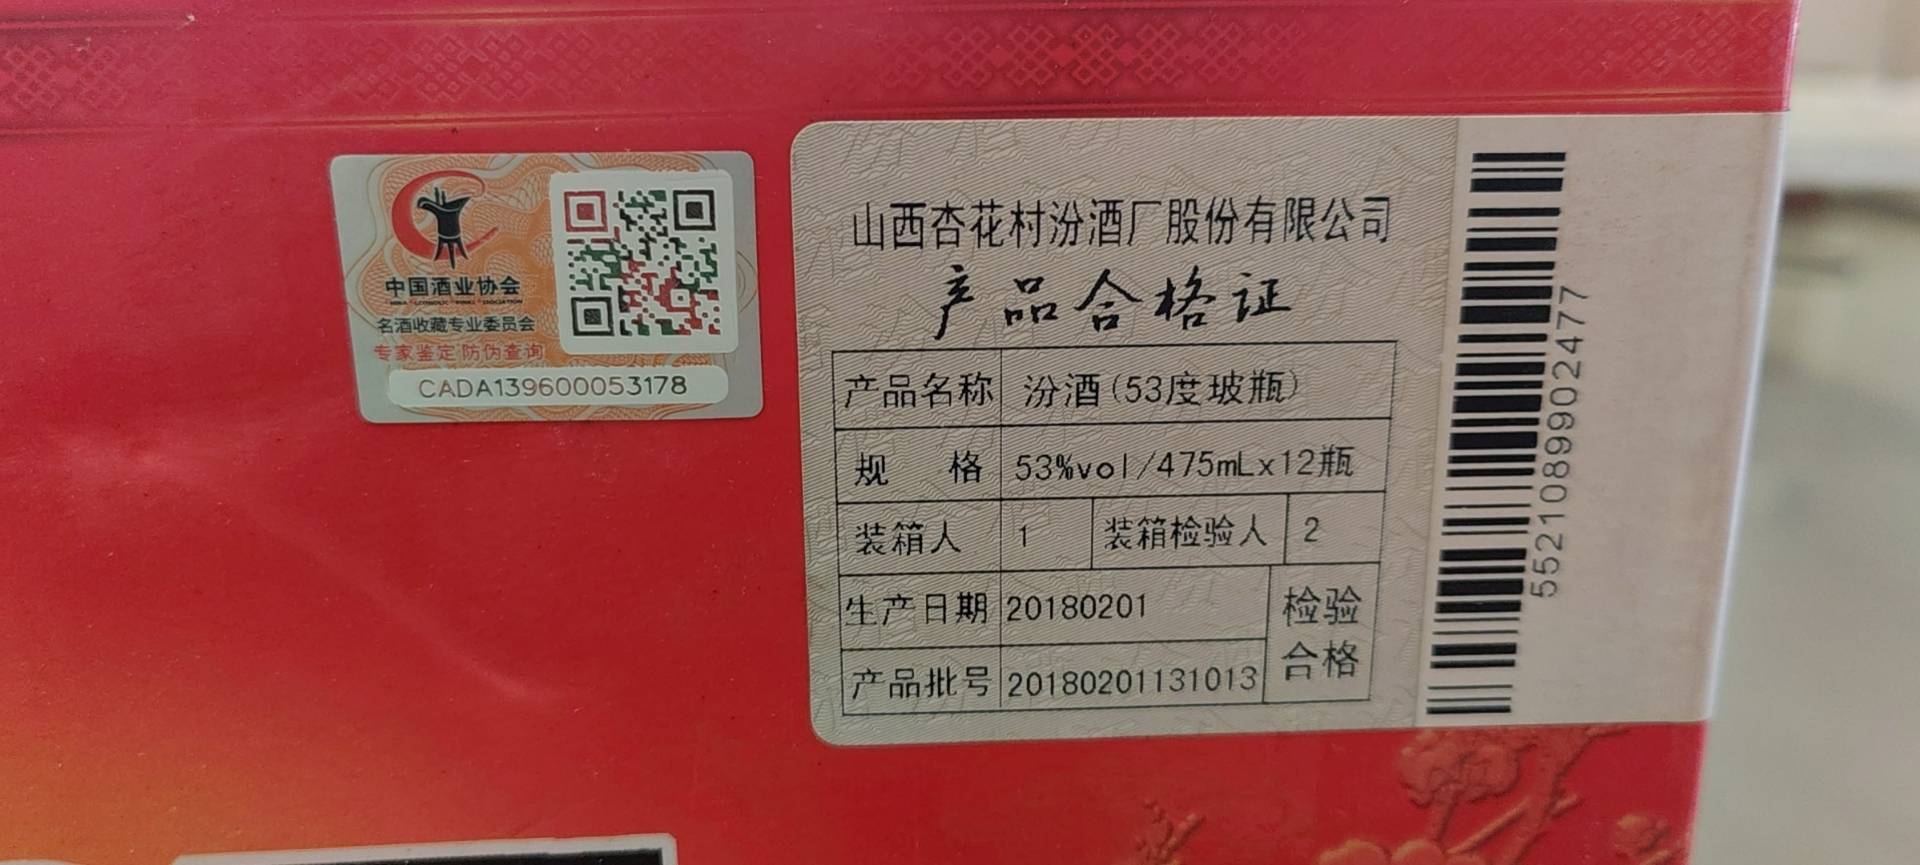 中国酒业协会
名酒收藏专业委员会
专家鉴定 防伪查询
CADA139600053178
山西杏花村汾酒厂股份有限公司
产品合格证
产品名称 汾酒(53度玻瓶)
规 格 53%vol/475mLx12瓶
装箱人 1 装箱检验人 2
生产日期 20180201
产品批号 20180201131013
检验
合格
5521089902477